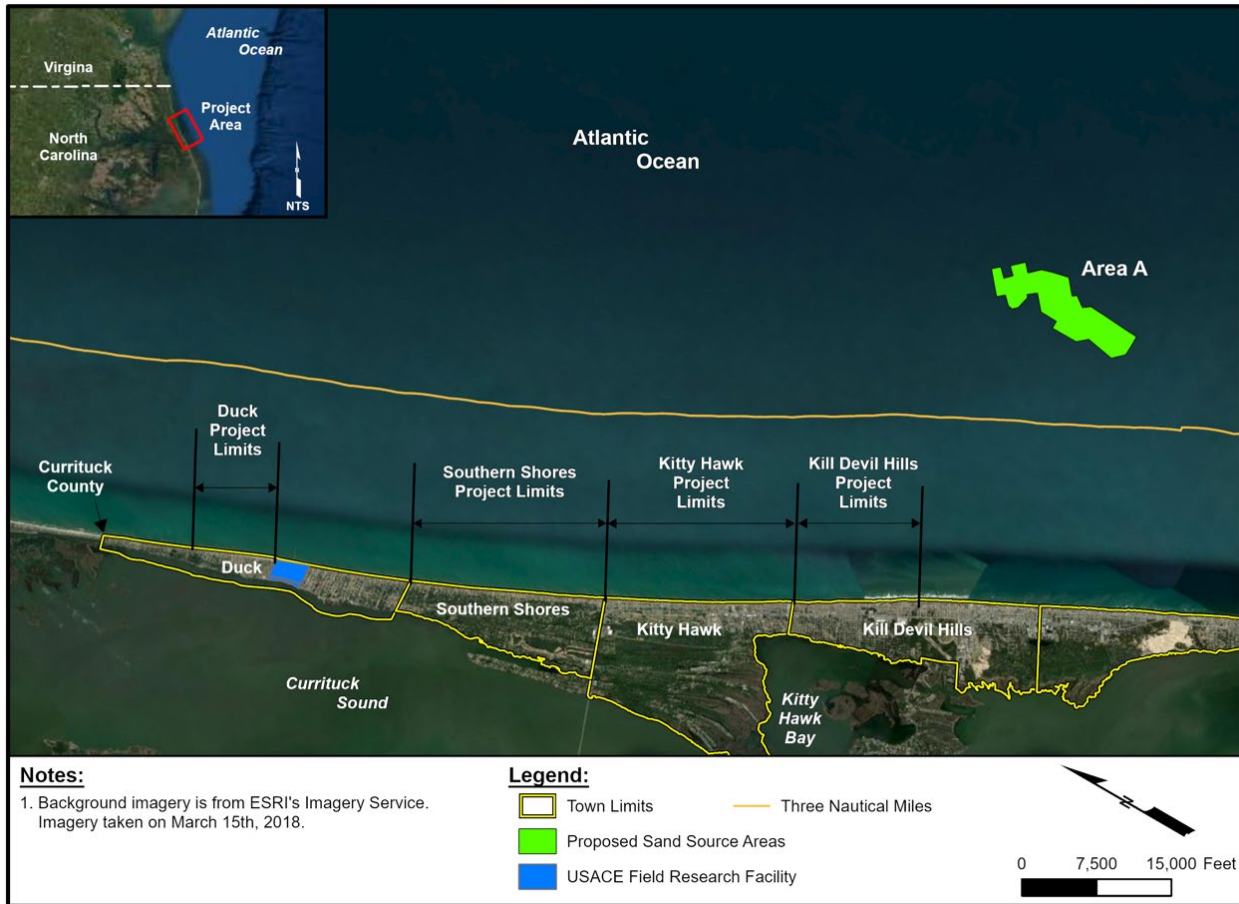 Atlantic
Ocean
Virgina
Project
Area
North
Carolina
NTS
Atlantic
Ocean
Area A
Duck
Project
Limits
Currituck
County
Southern Shores
Project Limits
Kitty Hawk
Project
Limits
Kill Devil Hills
Project
Limits
Duck
Southern Shores
Kitty Hawk
Kill Devil Hills
Currituck
Sound
Kitty
Hawk
Bay
Notes:
1. Background imagery is from ESRI's Imagery Service.
Imagery taken on March 15th, 2018.
Legend:
Town Limits
Three Nautical Miles
Proposed Sand Source Areas
USACE Field Research Facility
N
0 7,500 15,000 Feet